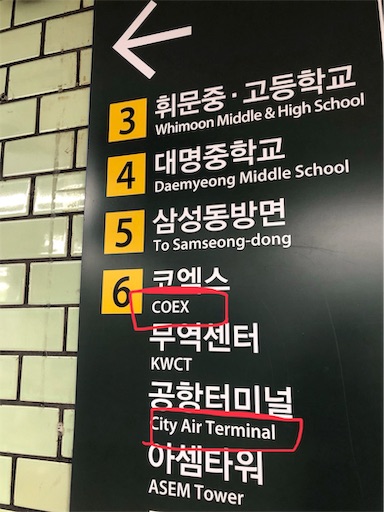 3 휘문중·고등학교
Whimoon Middle & High School
4 대명중학교
Daemyeong Middle School
5 삼성동방면
To Samseong-dong
6 코엑스
COEX
무역센터
KWCT
공항터미널
City Air Terminal
아셈타워
ASEM Tower